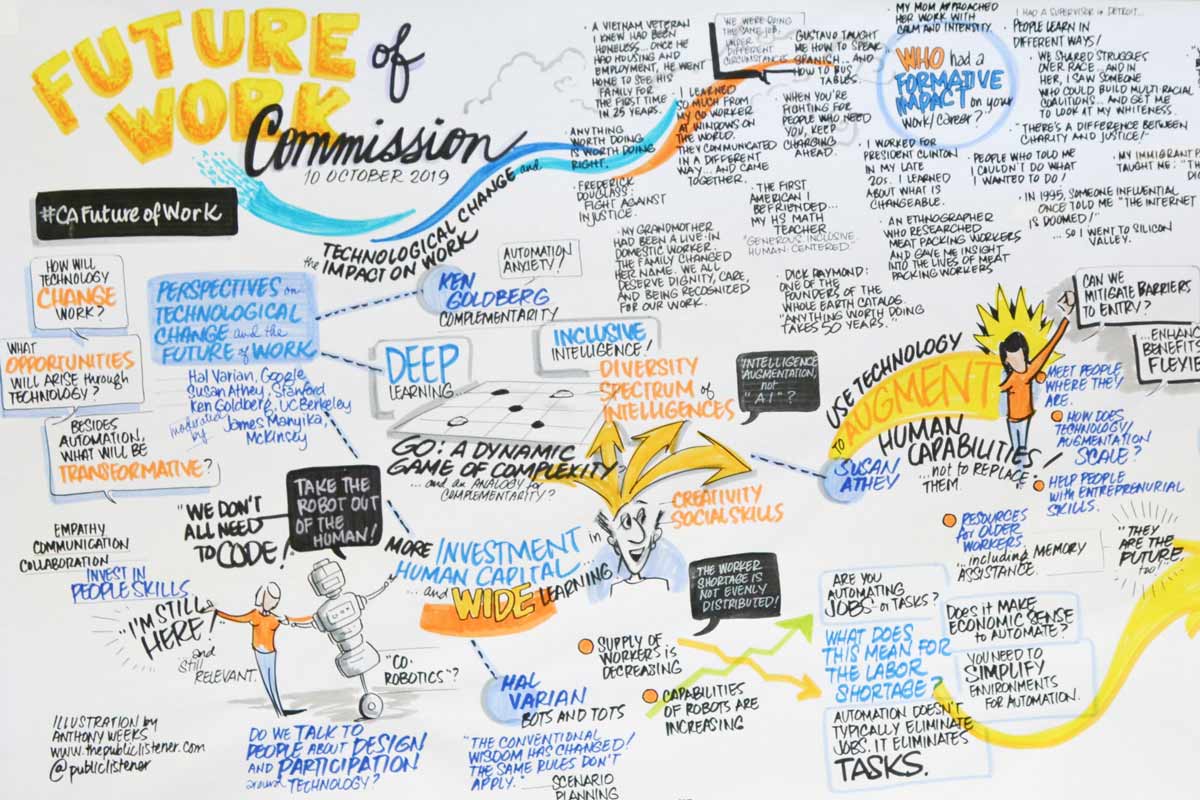 FUTURE of
WORK
Commission
10 OCTOBER 2019
#CAFutureofWork
TECHNOLOGICAL CHANGE and
the IMPACT ON WORK
HOW WILL
TECHNOLOGY
CHANGE
WORK?
WHAT
OPPORTUNITIES
WILL ARISE through
TECHNOLOGY?
BESIDES
AUTOMATION,
WHAT WILL BE
TRANSFORMATIVE?
PERSPECTIVES on
TECHNOLOGICAL
CHANGE and the
FUTURE of WORK
Hal Varian, Google
Susan Athey, Stanford
Ken Goldberg, UC Berkeley
moderated by
James Manyika,
McKinsey
KEN
GOLDBERG
COMPLEMENTARITY
AUTOMATION
ANXIETY!
DEEP
LEARNING...
INCLUSIVE
INTELLIGENCE!
DIVERSITY
SPECTRUM of
INTELLIGENCES
"INTELLIGENCE
AUGMENTATION,
not
"AI"?
GO: A DYNAMIC
GAME OF COMPLEXITY
...and an ANALOGY for
COMPLEMENTARITY?
CREATIVITY
SOCIAL SKILLS
MORE INVESTMENT in
HUMAN CAPITAL...
...and WIDE LEARNING
"WE DON'T
ALL NEED
TO CODE!
TAKE THE
ROBOT OUT
OF THE
HUMAN!
EMPATHY
COMMUNICATION
COLLABORATION
INVEST IN
PEOPLE SKILLS
"I'M STILL
HERE!"
and
still
RELEVANT.
"CO-
ROBOTICS"?
DO WE TALK TO
PEOPLE ABOUT DESIGN
AND PARTICIPATION
around TECHNOLOGY?
ILLUSTRATION by
ANTHONY WEEKS
www.thepubliclistener.com
@publiclistener
HAL
VARIAN
BOTS AND TOTS
"THE CONVENTIONAL
WISDOM HAS CHANGED!
THE SAME RULES DON'T
APPLY."
SCENARIO
PLANNING
THE WORKER
SHORTAGE IS
NOT EVENLY
DISTRIBUTED!
SUPPLY OF
WORKERS IS
DECREASING
CAPABILITIES
OF ROBOTS ARE
INCREASING
ARE YOU
AUTOMATING
JOBS or TASKS?
WHAT DOES
THIS MEAN FOR
THE LABOR
SHORTAGE?
AUTOMATION DOESN'T
TYPICALLY ELIMINATE
JOBS. IT ELIMINATES
TASKS.
DOES IT MAKE
ECONOMIC SENSE
to AUTOMATE?
YOU NEED TO
SIMPLIFY
ENVIRONMENTS
FOR AUTOMATION.
USE TECHNOLOGY
TO AUGMENT
HUMAN
CAPABILITIES
...not to REPLACE
THEM.
SUSAN
ATHEY
CAN WE
MITIGATE BARRIERS
TO ENTRY?
...ENHANC
BENEFITS
FLEXIB
MEET PEOPLE
WHERE THEY
ARE.
HOW DOES
TECHNOLOGY/
AUGMENTATION
SCALE?
HELP PEOPLE
with ENTREPRENURIAL
SKILLS.
RESOURCES
for OLDER
WORKERS
...including MEMORY
ASSISTANCE.
"THEY
ARE THE
FUTURE,
too!"
· A VIETNAM VETERAN
I KNEW HAD BEEN
HOMELESS... ONCE HE
HAD HOUSING and
EMPLOYMENT, HE WENT
HOME TO SEE HIS
FAMILY FOR
THE FIRST TIME
IN 25 YEARS.
· ANYTHING
WORTH DOING
IS WORTH DOING
RIGHT.
· FREDERICK
DOUGLASS:
FIGHT AGAINST
INJUSTICE.
· I LEARNED
SO MUCH FROM
MY CO WORKER
AT WINDOWS ON
THE WORLD.
THEY COMMUNICATED
IN A DIFFERENT
WAY... AND CAME
TOGETHER.
· MY GRANDMOTHER
HAD BEEN A LIVE-IN
DOMESTIC WORKER.
THE FAMILY CHANGED
HER NAME. WE ALL
DESERVE DIGNITY, CARE,
AND BEING RECOGNIZED
FOR OUR WORK.
WE WERE DOING
THE SAME JOB,
UNDER
DIFFERENT
CIRCUMSTANCES
GUSTAVO TAUGHT
ME HOW TO SPEAK
SPANISH... AND
HOW TO BUS
TABLES.
· WHEN YOU'RE
FIGHTING FOR
PEOPLE WHO NEED
YOU, KEEP
CHARGING
AHEAD.
· THE FIRST
AMERICAN I
BEFRIENDED...
MY HS MATH
TEACHER
"GENEROUS, INCLUSIVE
HUMAN-CENTERED"
· DICK RAYMOND:
ONE OF THE
FOUNDERS OF THE
WHOLE EARTH CATALOG.
"ANYTHING WORTH DOING
TAKES 50 YEARS."
· MY MOM APPROACHED
HER WORK WITH
CALM AND INTENSITY.
WHO had a
FORMATIVE
IMPACT on your
WORK/CAREER?
· I WORKED FOR
PRESIDENT CLINTON
IN MY LATE
20s. I LEARNED
ABOUT WHAT IS
CHANGEABLE.
· AN ETHNOGRAPHER
WHO RESEARCHED
MEAT PACKING WORKERS
AND GAVE ME INSIGHT
INTO THE LIVES OF MEAT
PACKING WORKERS
· I HAD A SUPERVISOR in DETROIT...
PEOPLE LEARN IN
DIFFERENT WAYS!
· WE SHARED STRUGGLES
OVER RACE... AND IN
HER, I SAW SOMEONE
WHO COULD BUILD MULTI-RACIAL
COALITIONS... AND GET ME
TO LOOK AT MY WHITENESS.
· "THERE'S A DIFFERENCE BETWEEN
CHARITY AND JUSTICE!"
· PEOPLE WHO TOLD ME
I COULDN'T DO WHAT
I WANTED TO DO!
· MY IMMIGRANT P
TAUGHT ME: "TH
· IN 1995, SOMEONE INFLUENTIAL
ONCE TOLD ME "THE INTERNET
IS DOOMED!"
...SO I WENT TO SILICON
VALLEY.